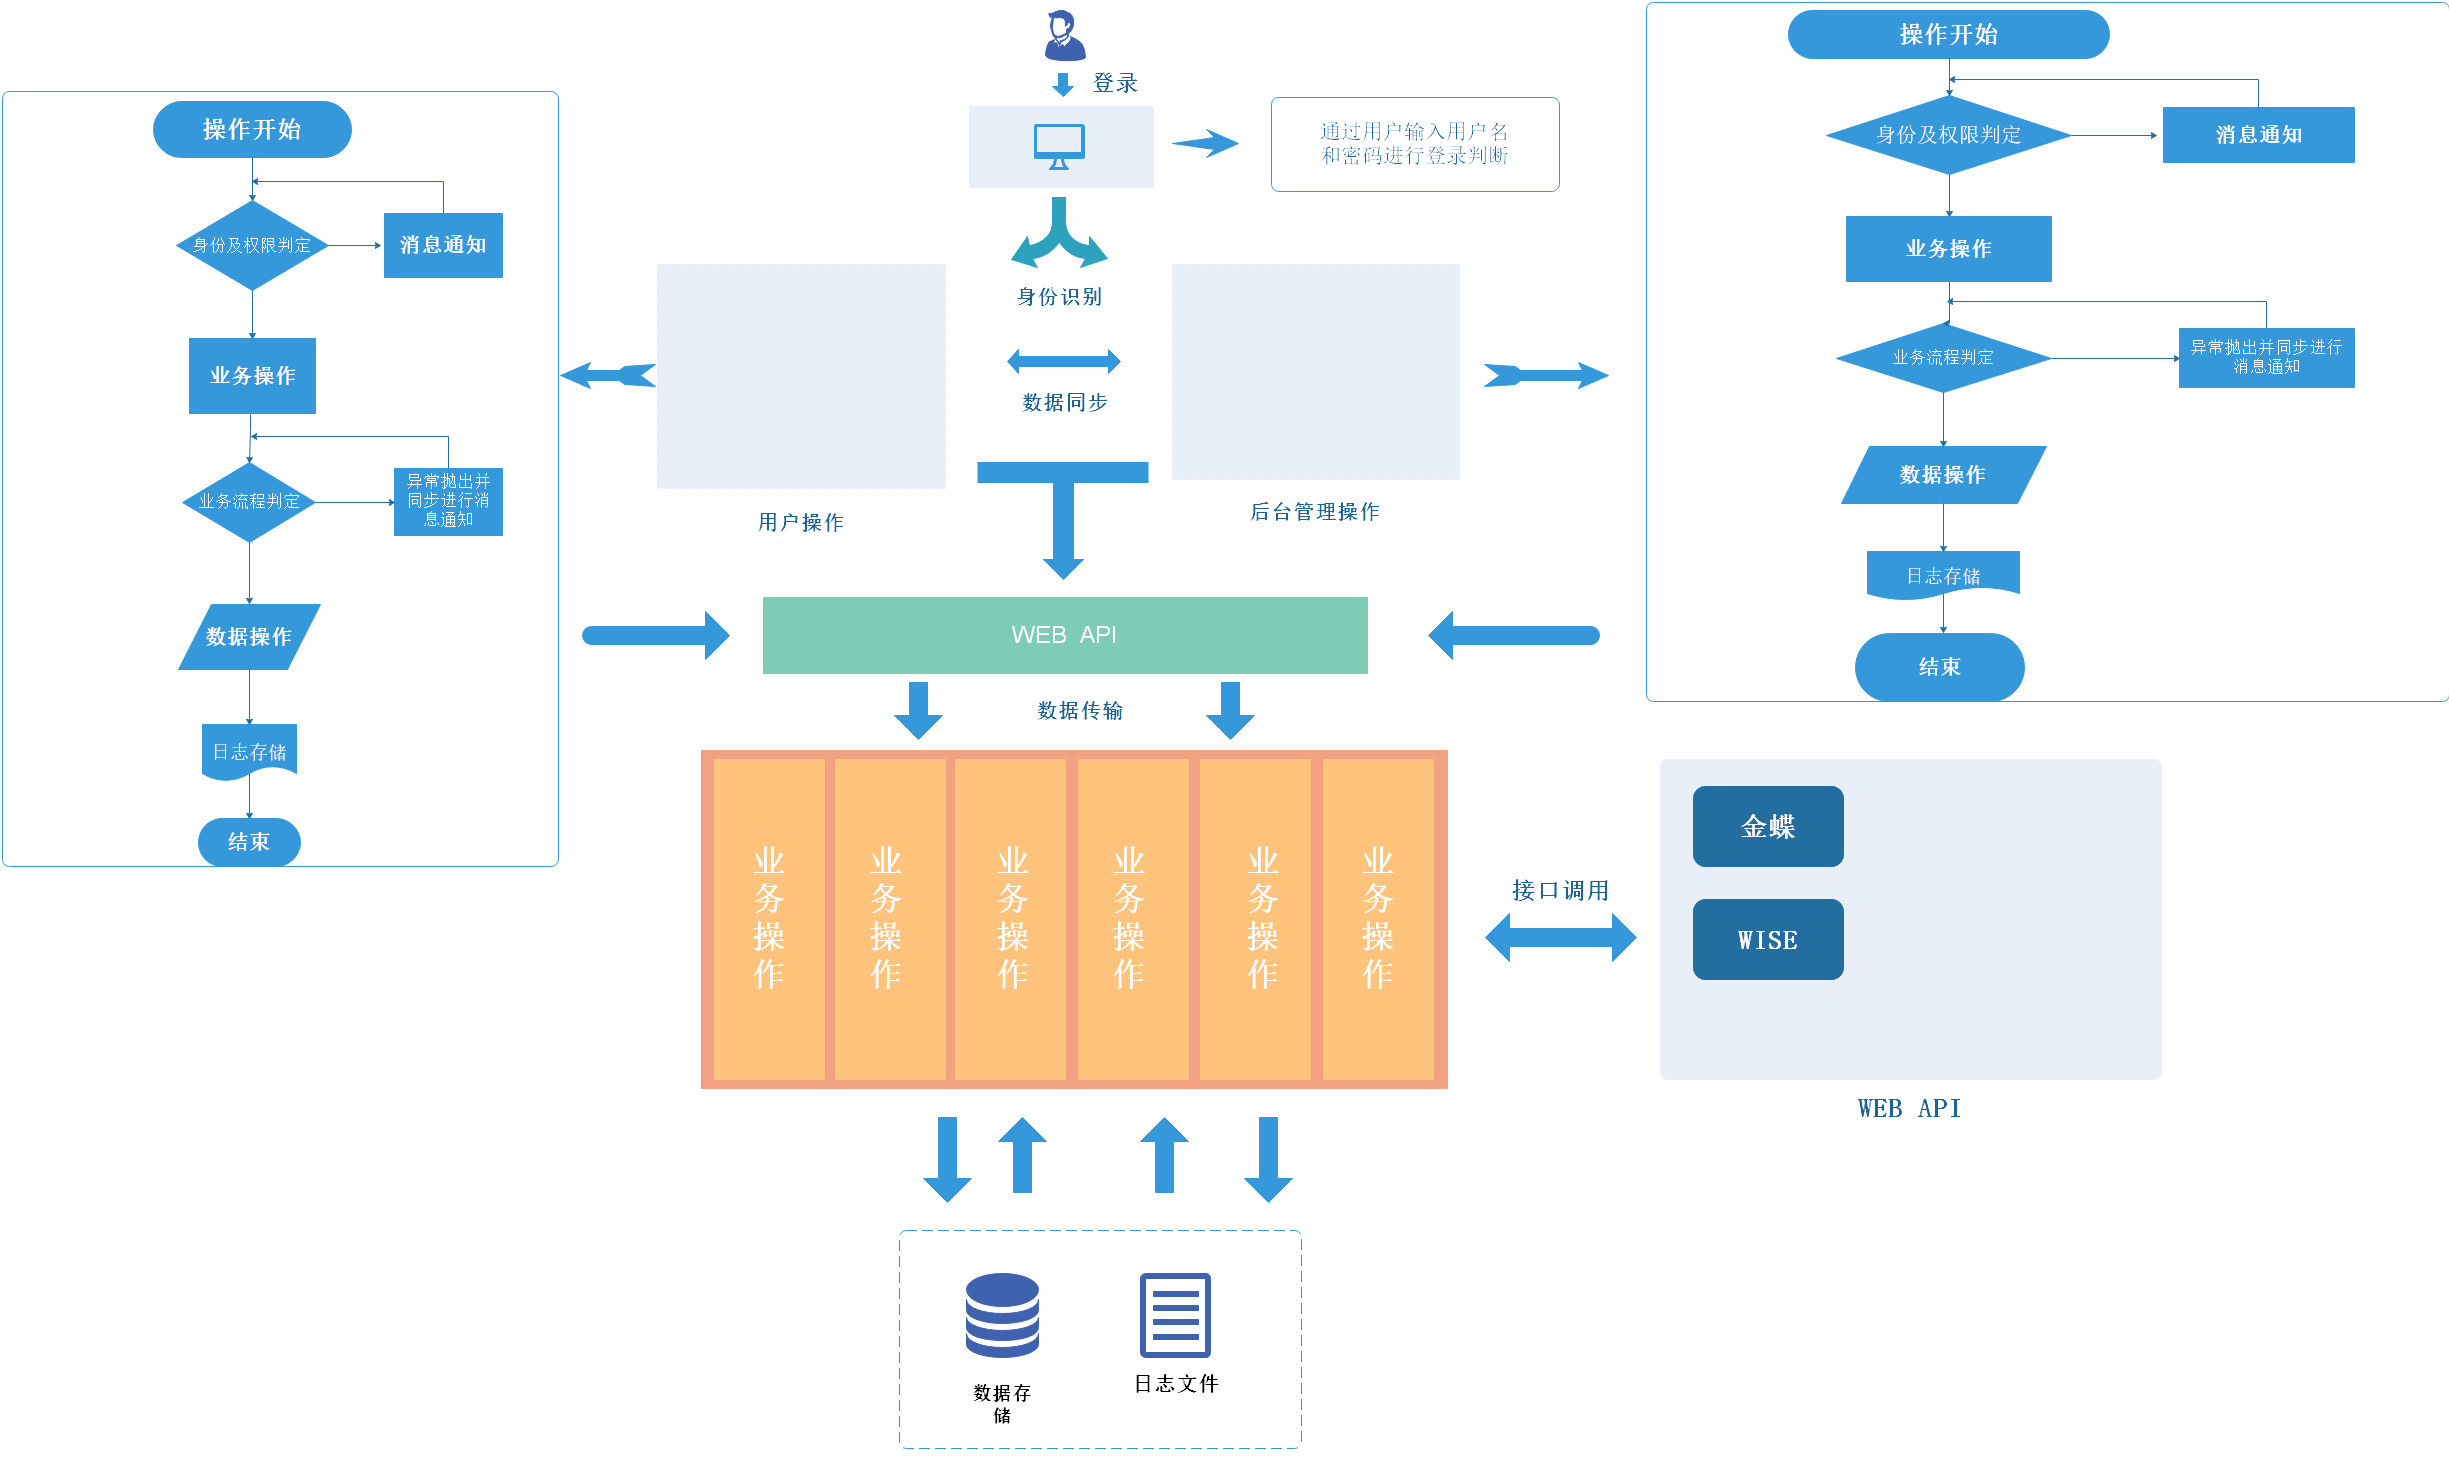 登录
通过用户输入用户名
和密码进行登录判断
身份识别
数据同步
用户操作
后台管理操作
操作开始
身份及权限判定
消息通知
业务操作
业务流程判定
异常抛出并
同步进行消
息通知
数据操作
日志存储
结束
操作开始
身份及权限判定
消息通知
业务操作
业务流程判定
异常抛出并同步进行
消息通知
数据操作
日志存储
结束
WEB API
数据传输
业务操作
业务操作
业务操作
业务操作
业务操作
业务操作
接口调用
金蝶
WISE
WEB API
数据存
储
日志文件